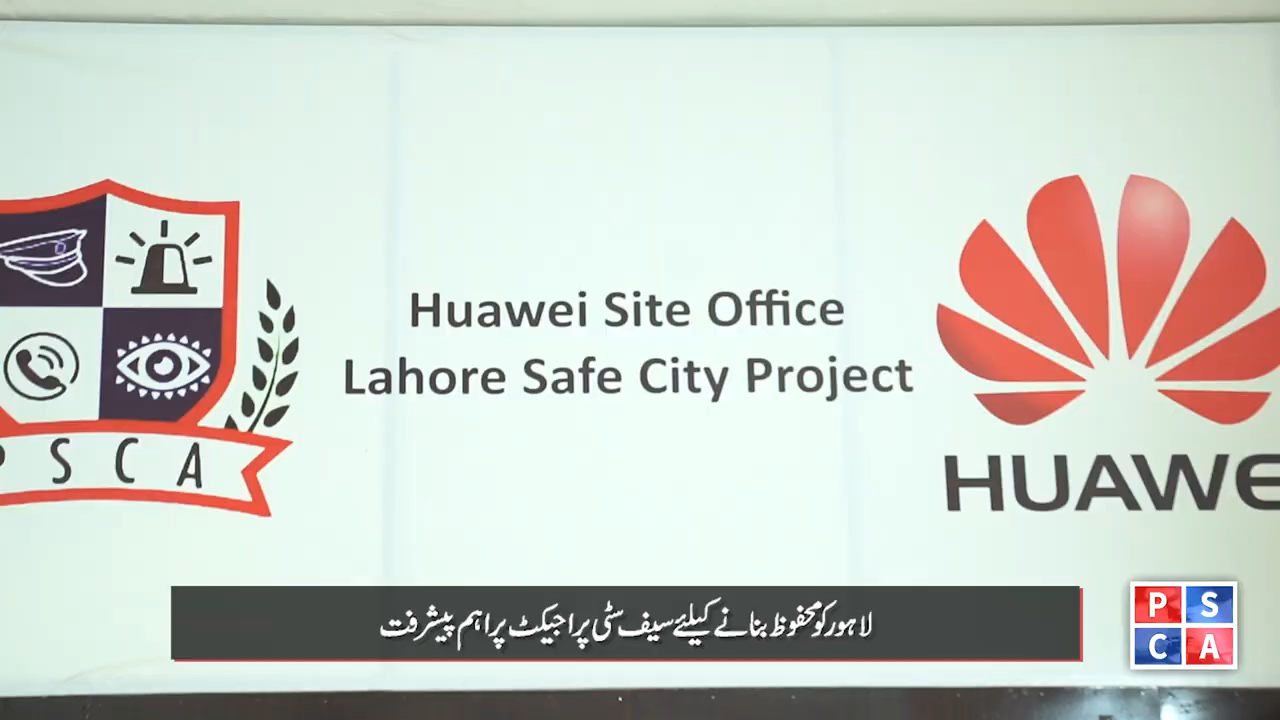 Huawei Site Office
Lahore Safe City Project
P S C A
HUAWE
لاہور کو محفوظ بنانے کیلئے سیف سٹی پراجیکٹ پر اہم پیشرفت
P S
C A